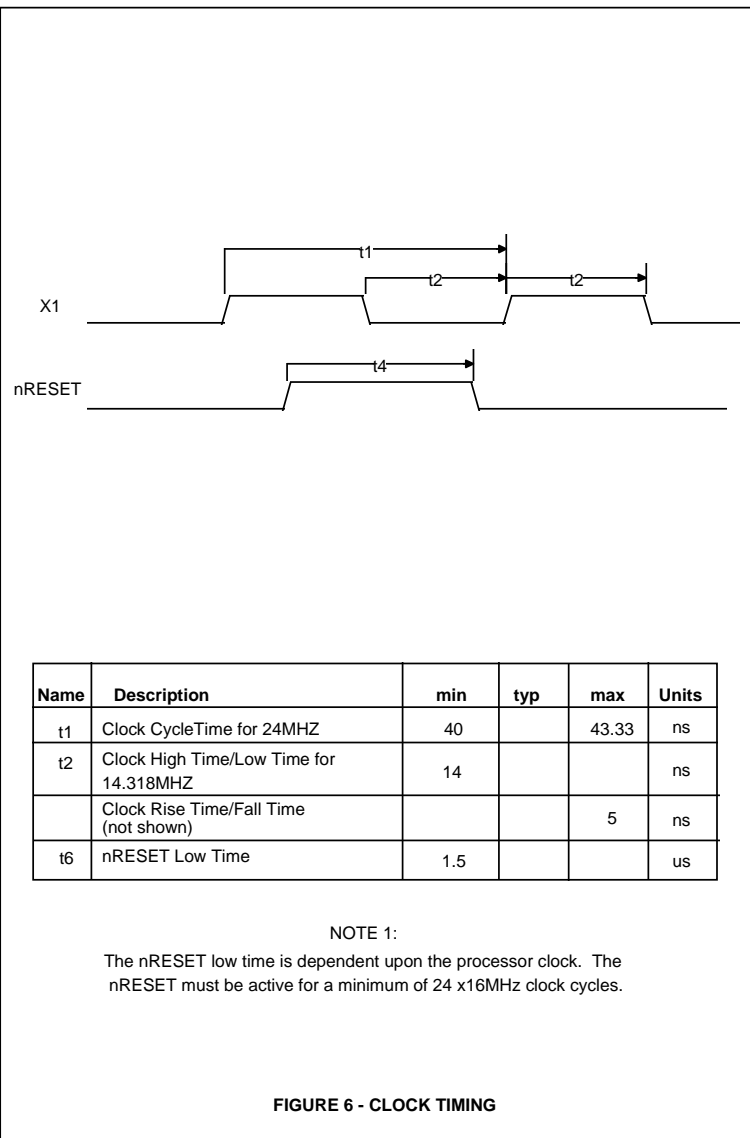 t1
t2 t2
X1
t4
nRESET
Name Description min typ max Units
t1 Clock CycleTime for 24MHZ 40 43.33 ns
t2 Clock High Time/Low Time for
14.318MHZ 14 ns
Clock Rise Time/Fall Time
(not shown) 5 ns
t6 nRESET Low Time 1.5 us
NOTE 1:
The nRESET low time is dependent upon the processor clock. The
nRESET must be active for a minimum of 24 x16MHz clock cycles.
FIGURE 6 - CLOCK TIMING